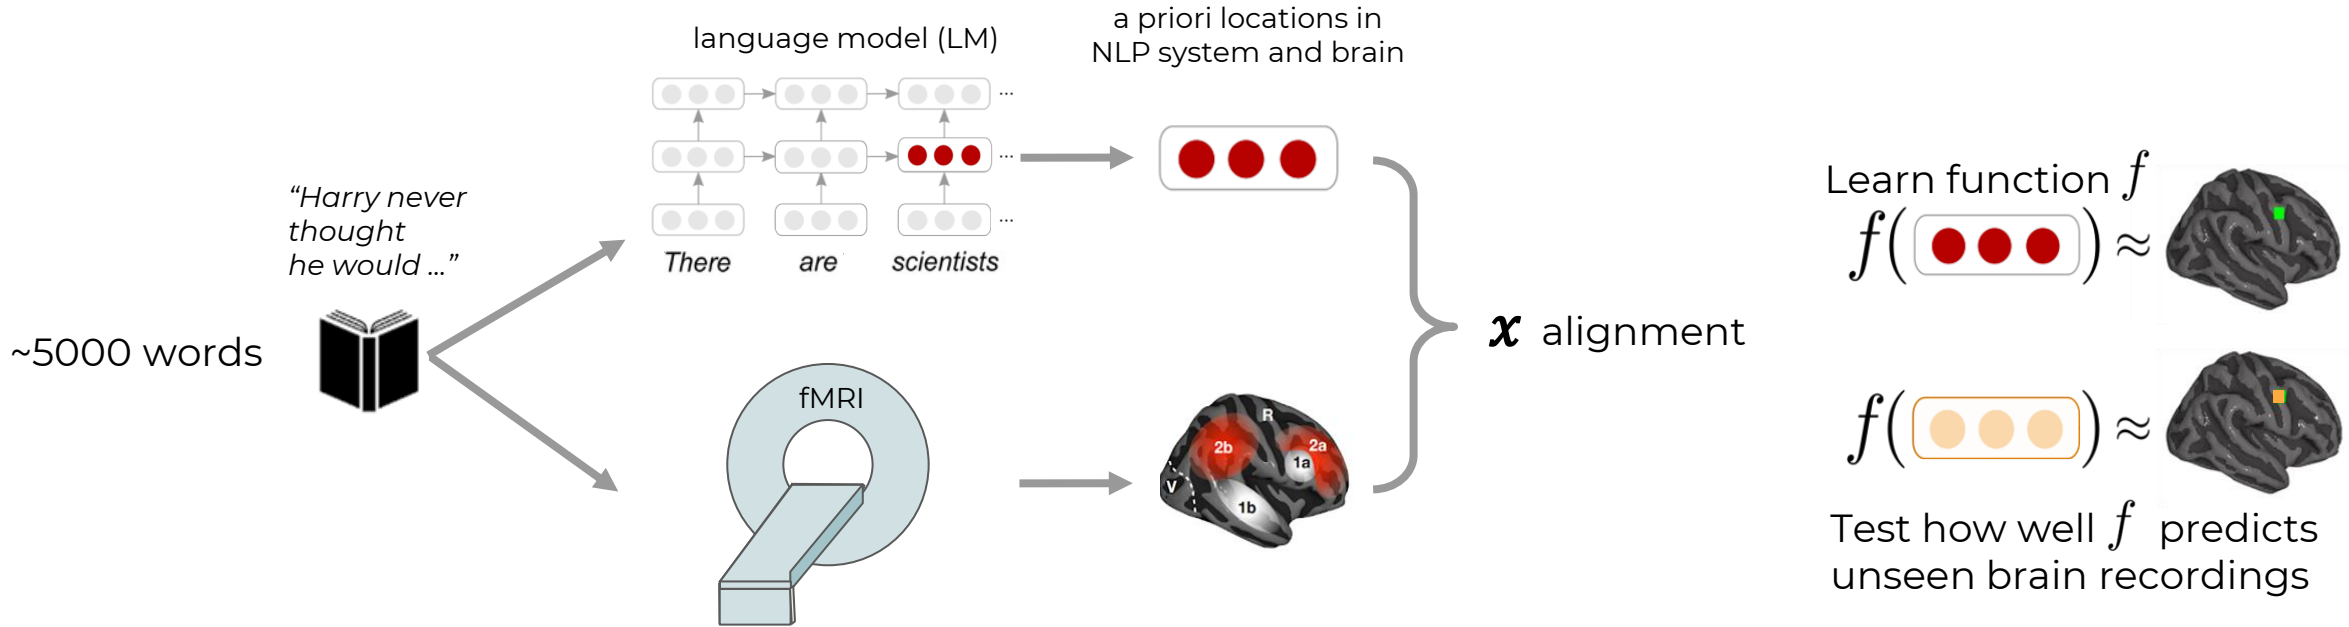 ~5000 words
“Harry never
thought
he would ...”
language model (LM)
...
...
...
There are scientists
fMRI
a priori locations in
NLP system and brain
R
2b
2a
1a
V
1b
x alignment
Learn function f
f( ) ≈
f( ) ≈
Test how well f predicts
unseen brain recordings